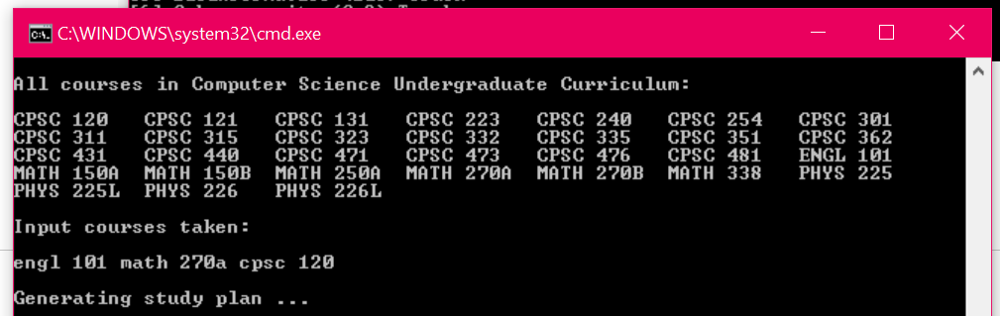 C:\WINDOWS\system32\cmd.exe
All courses in Computer Science Undergraduate Curriculum:
CPSC 120 CPSC 121 CPSC 131 CPSC 223 CPSC 240 CPSC 254 CPSC 301
CPSC 311 CPSC 315 CPSC 323 CPSC 332 CPSC 335 CPSC 351 CPSC 362
CPSC 431 CPSC 440 CPSC 471 CPSC 473 CPSC 476 CPSC 481 ENGL 101
MATH 150A MATH 150B MATH 250A MATH 270A MATH 270B MATH 338 PHYS 225
PHYS 225L PHYS 226 PHYS 226L
Input courses taken:
engl 101 math 270a cpsc 120
Generating study plan ...